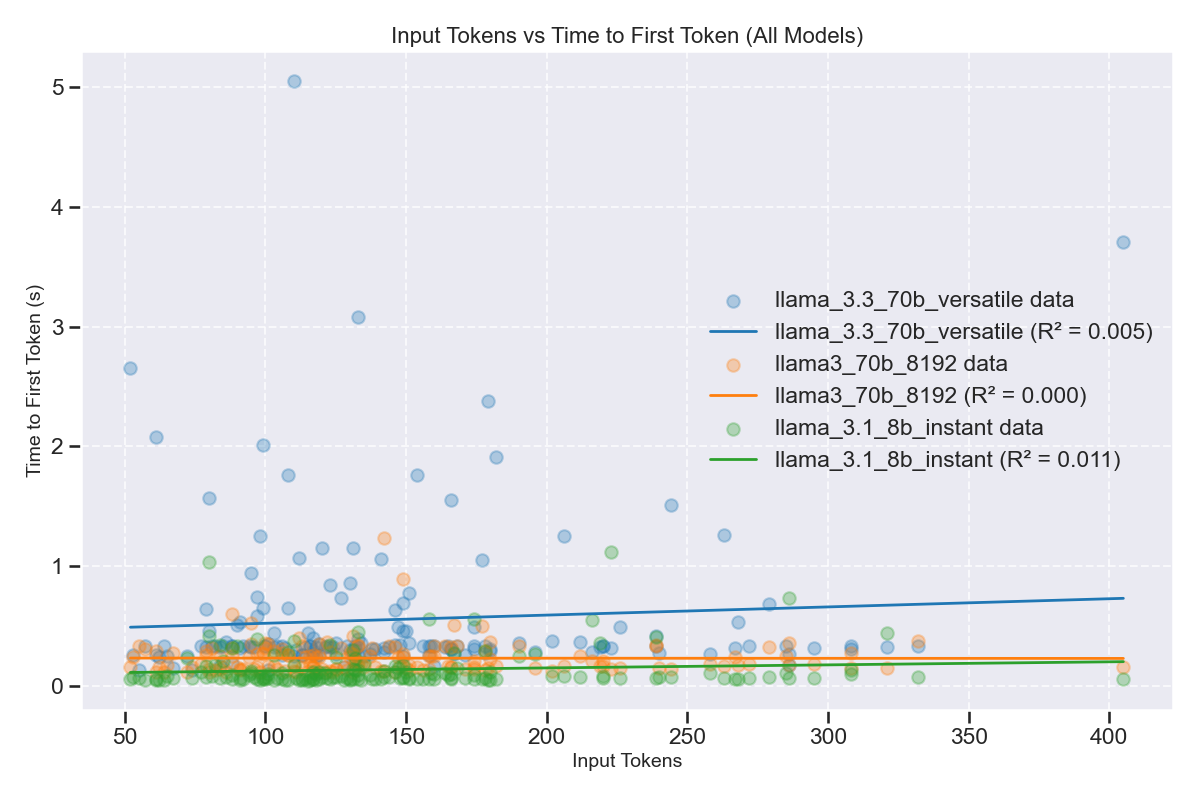 Input Tokens vs Time to First Token (All Models)
Time to First Token (s)
5
4
3
2
1
0
llama_3.3_70b_versatile data
llama_3.3_70b_versatile (R² = 0.005)
llama3_70b_8192 data
llama3_70b_8192 (R² = 0.000)
llama_3.1_8b_instant data
llama_3.1_8b_instant (R² = 0.011)
50 100 150 200 250 300 350 400
Input Tokens